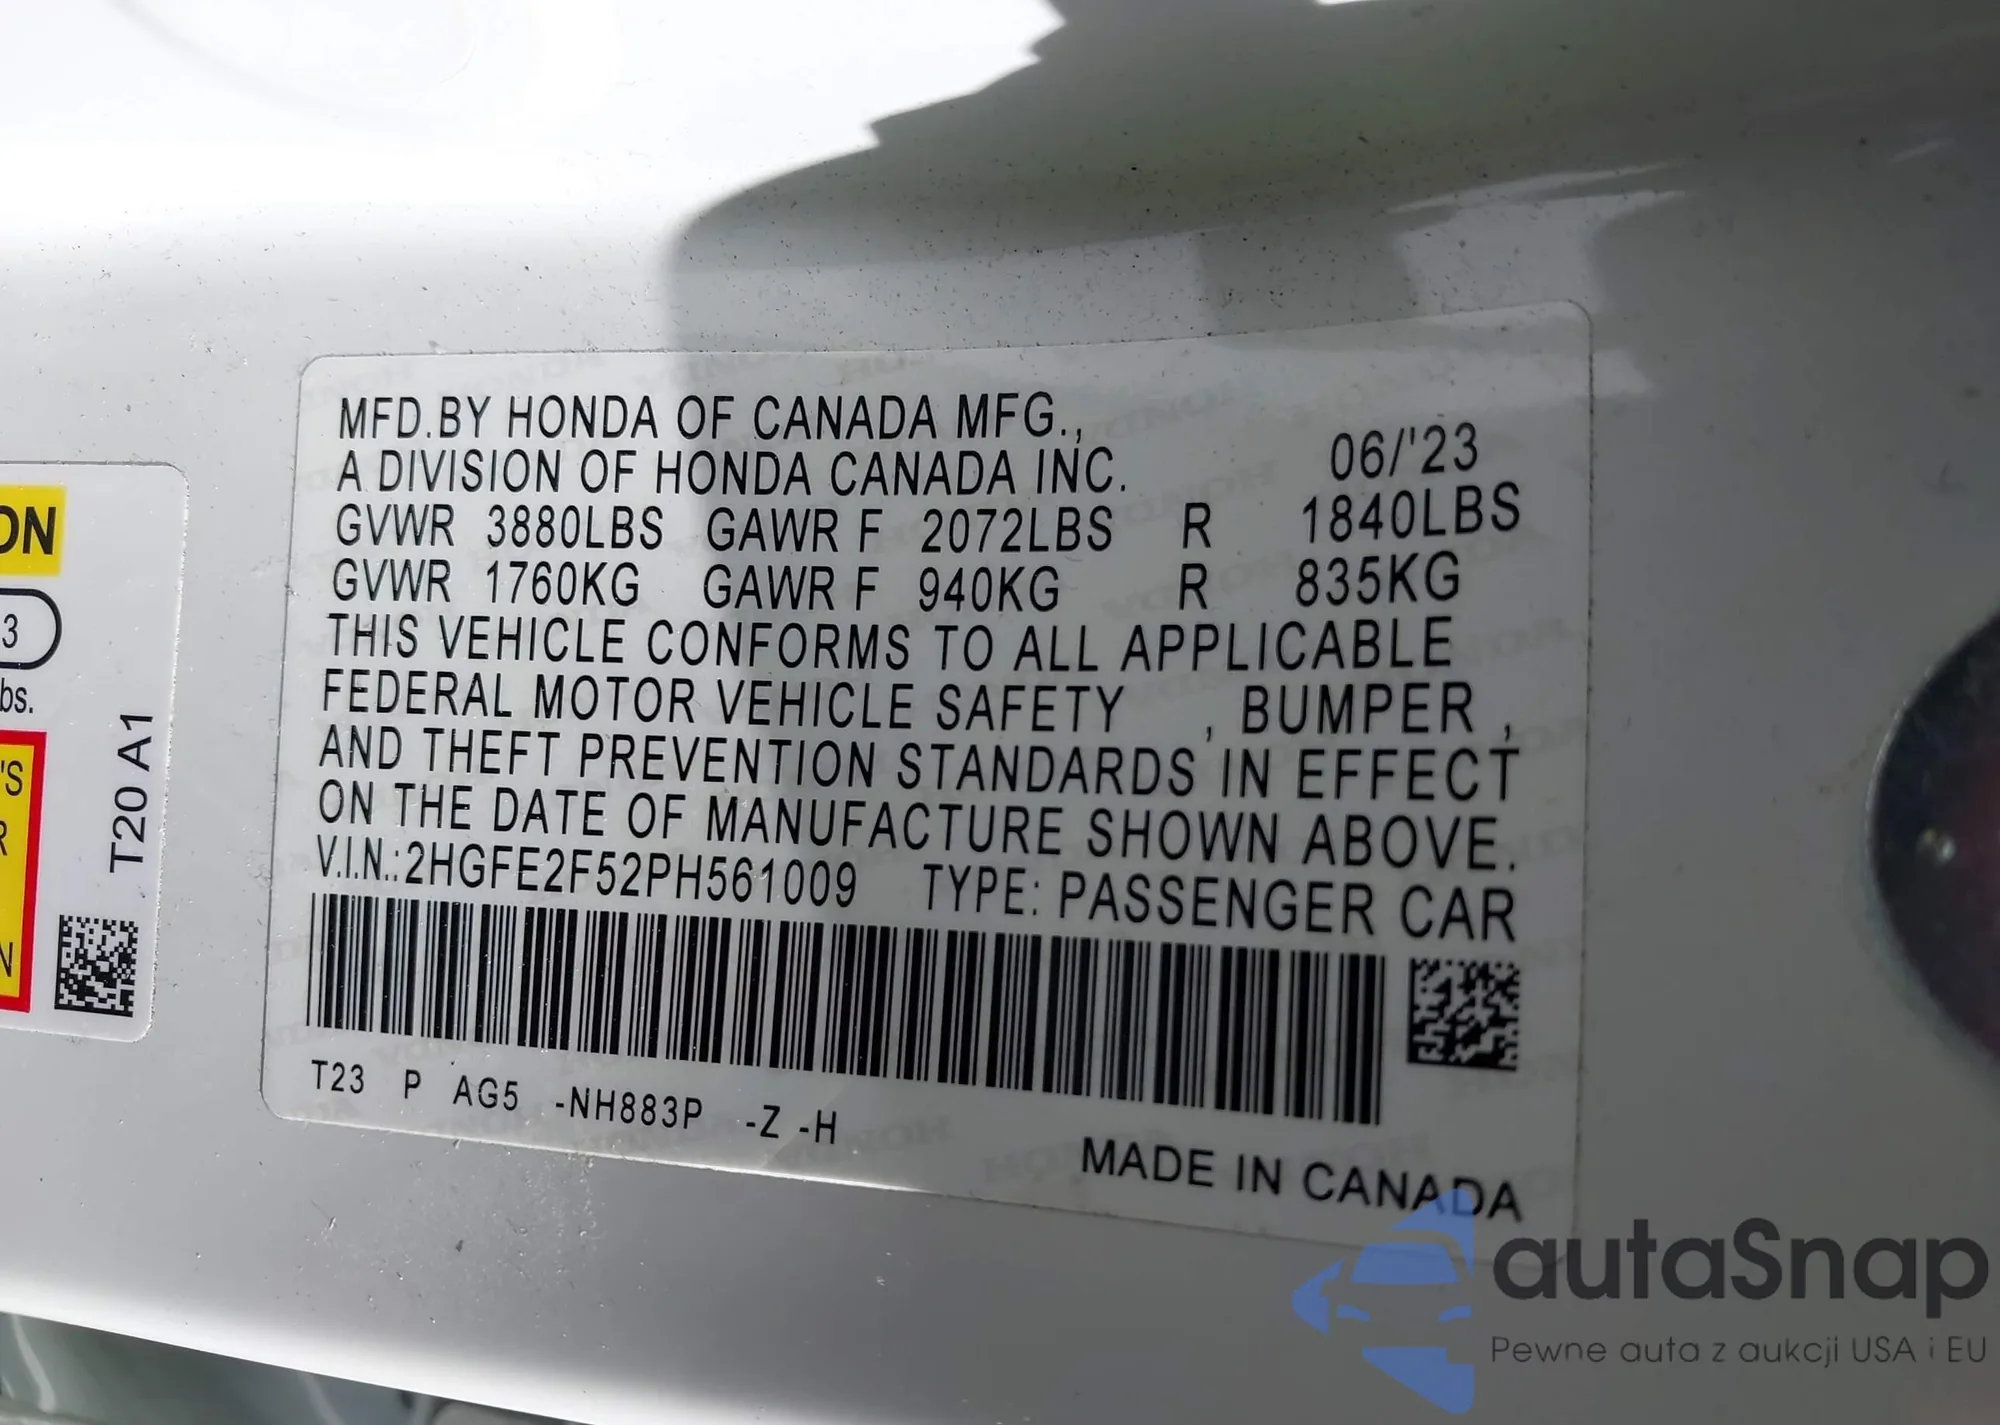 ON
3
bs.
'S
R
N
T20 A1
MFD.BY HONDA OF CANADA MFG.,
A DIVISION OF HONDA CANADA INC. 06/'23
GVWR 3880LBS GAWR F 2072LBS R 1840LBS
GVWR 1760KG GAWR F 940KG R 835KG
THIS VEHICLE CONFORMS TO ALL APPLICABLE
FEDERAL MOTOR VEHICLE SAFETY , BUMPER ,
AND THEFT PREVENTION STANDARDS IN EFFECT
ON THE DATE OF MANUFACTURE SHOWN ABOVE.
V.I.N.:2HGFE2F52PH561009 TYPE: PASSENGER CAR
T23 P AG5 -NH883P -Z -H
MADE IN CANADA
autaSnap
Pewne auta z aukcji USA i EU